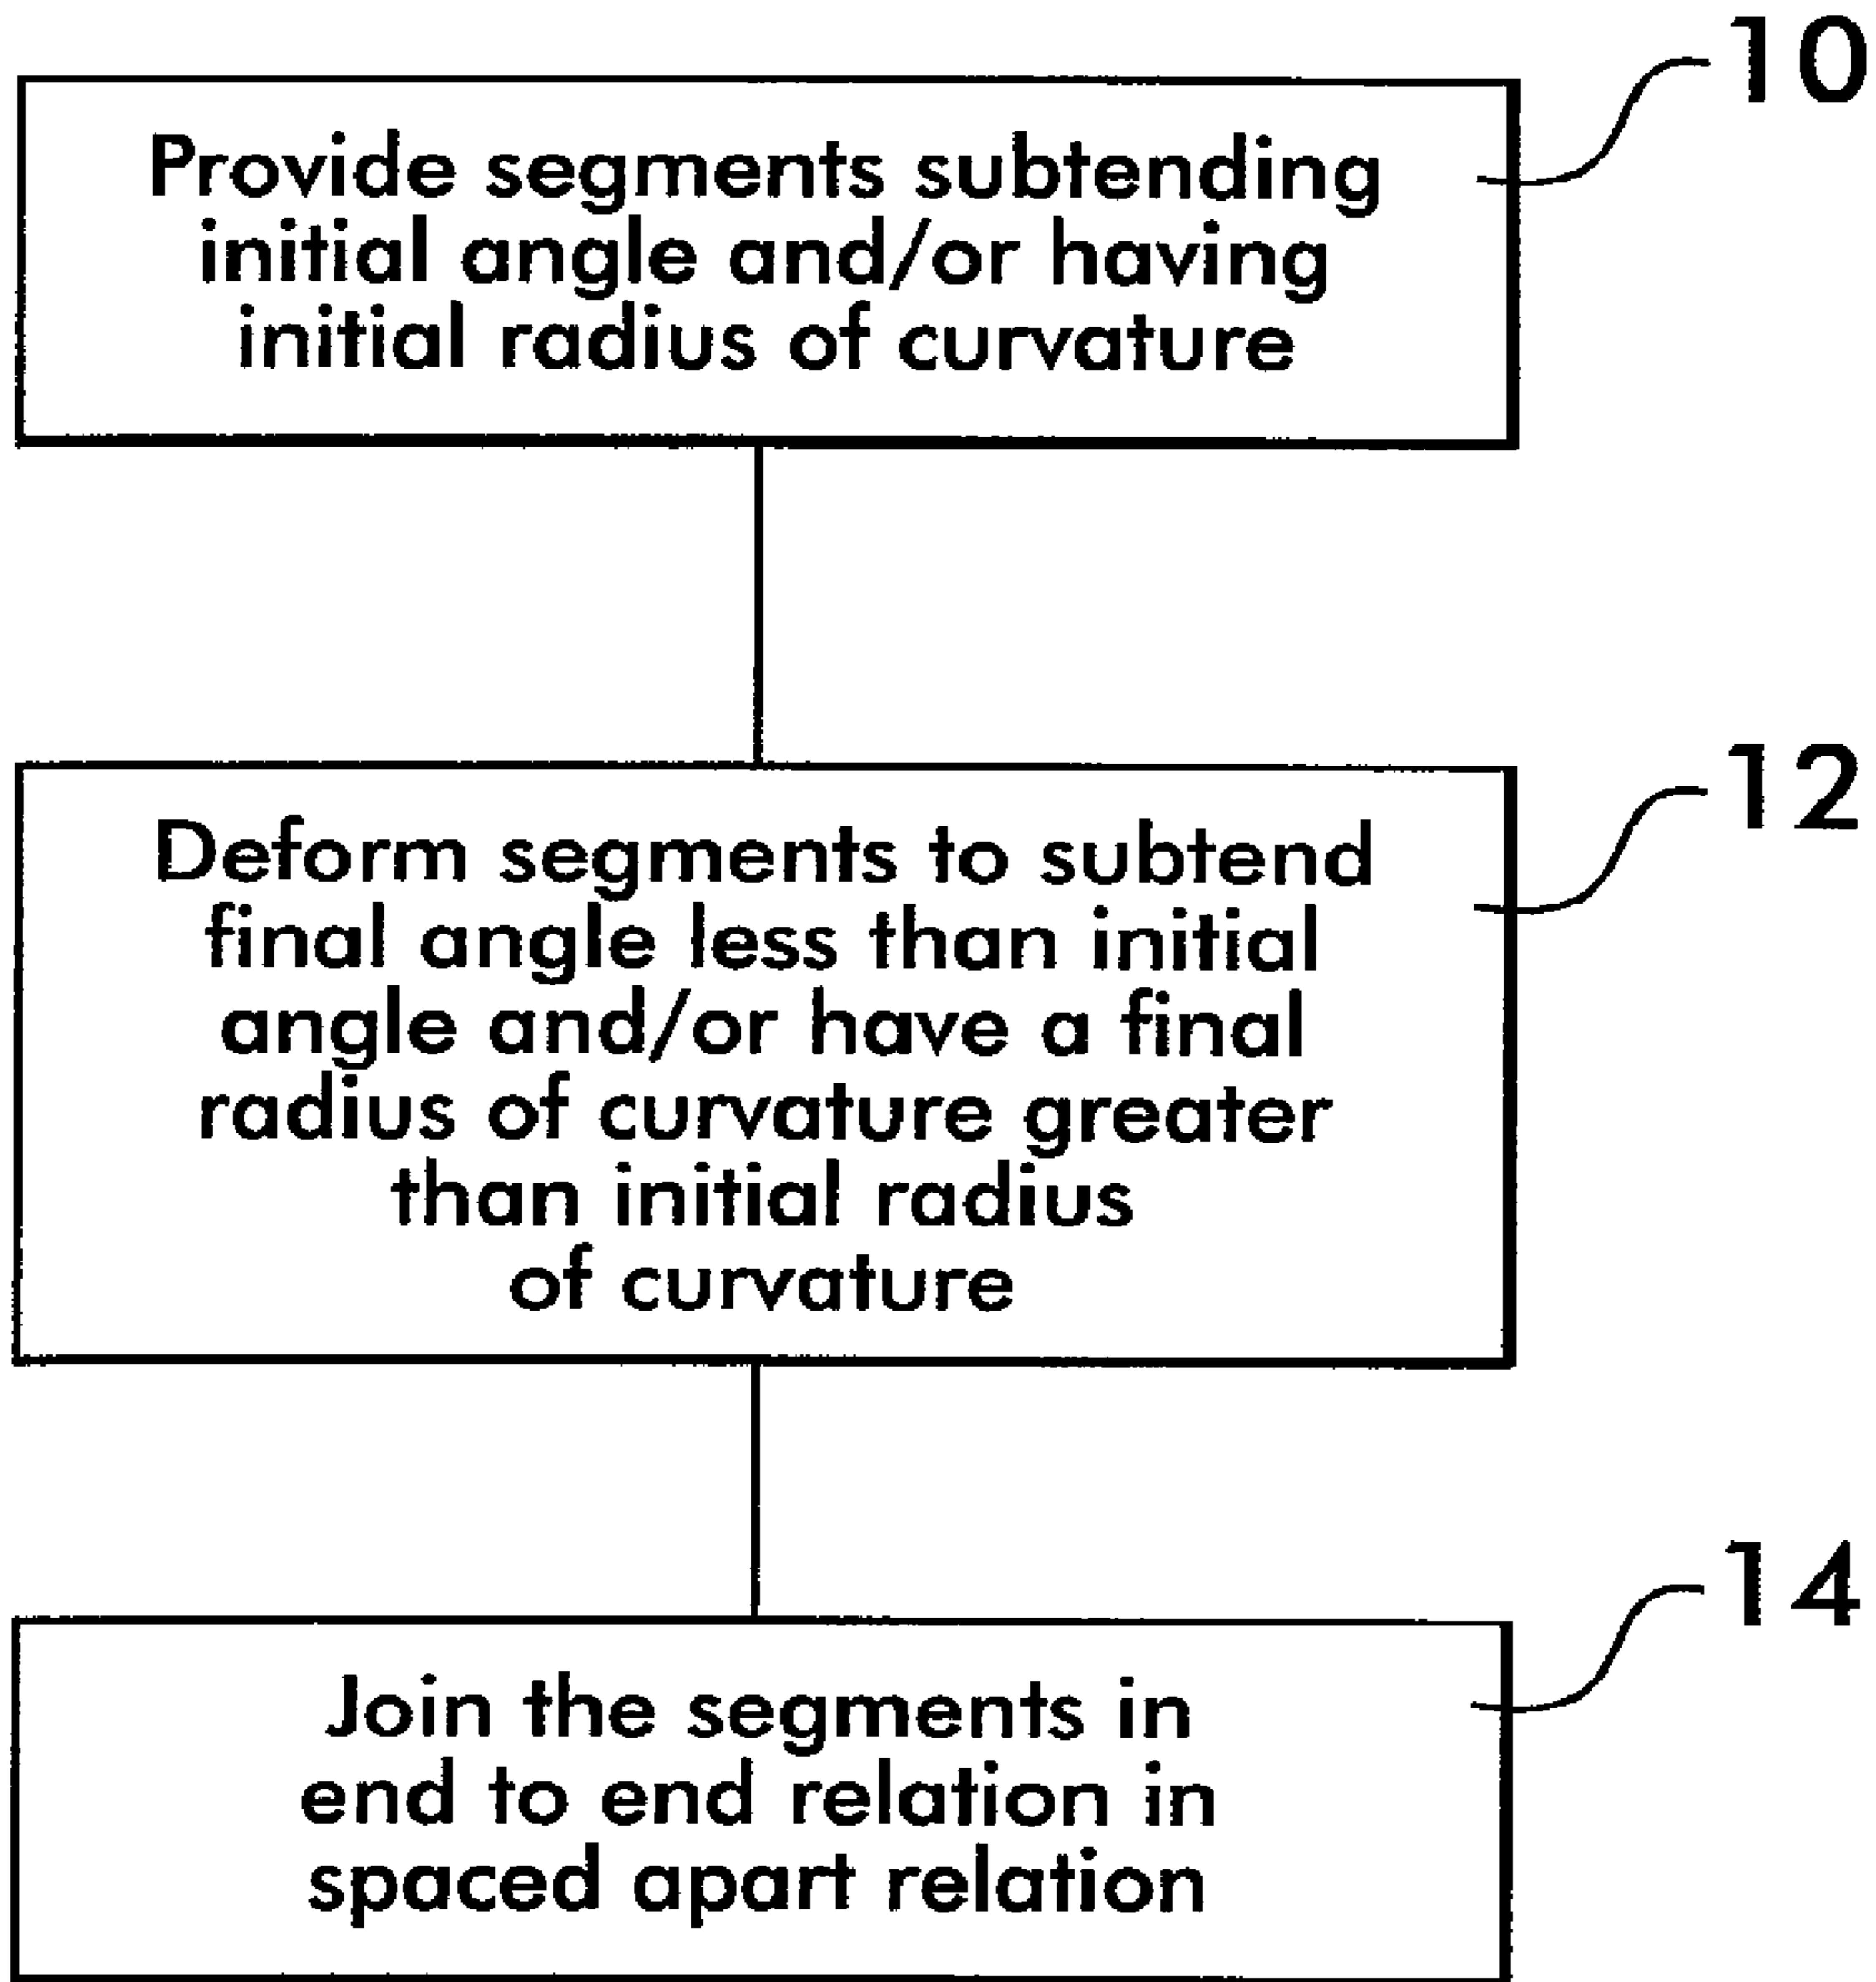 10
Provide segments subtending
initial angle and/or having
initial radius of curvature
12
Deform segments to subtend
final angle less than initial
angle and/or have a final
radius of curvature greater
than initial radius
of curvature
14
Join the segments in
end to end relation in
spaced apart relation